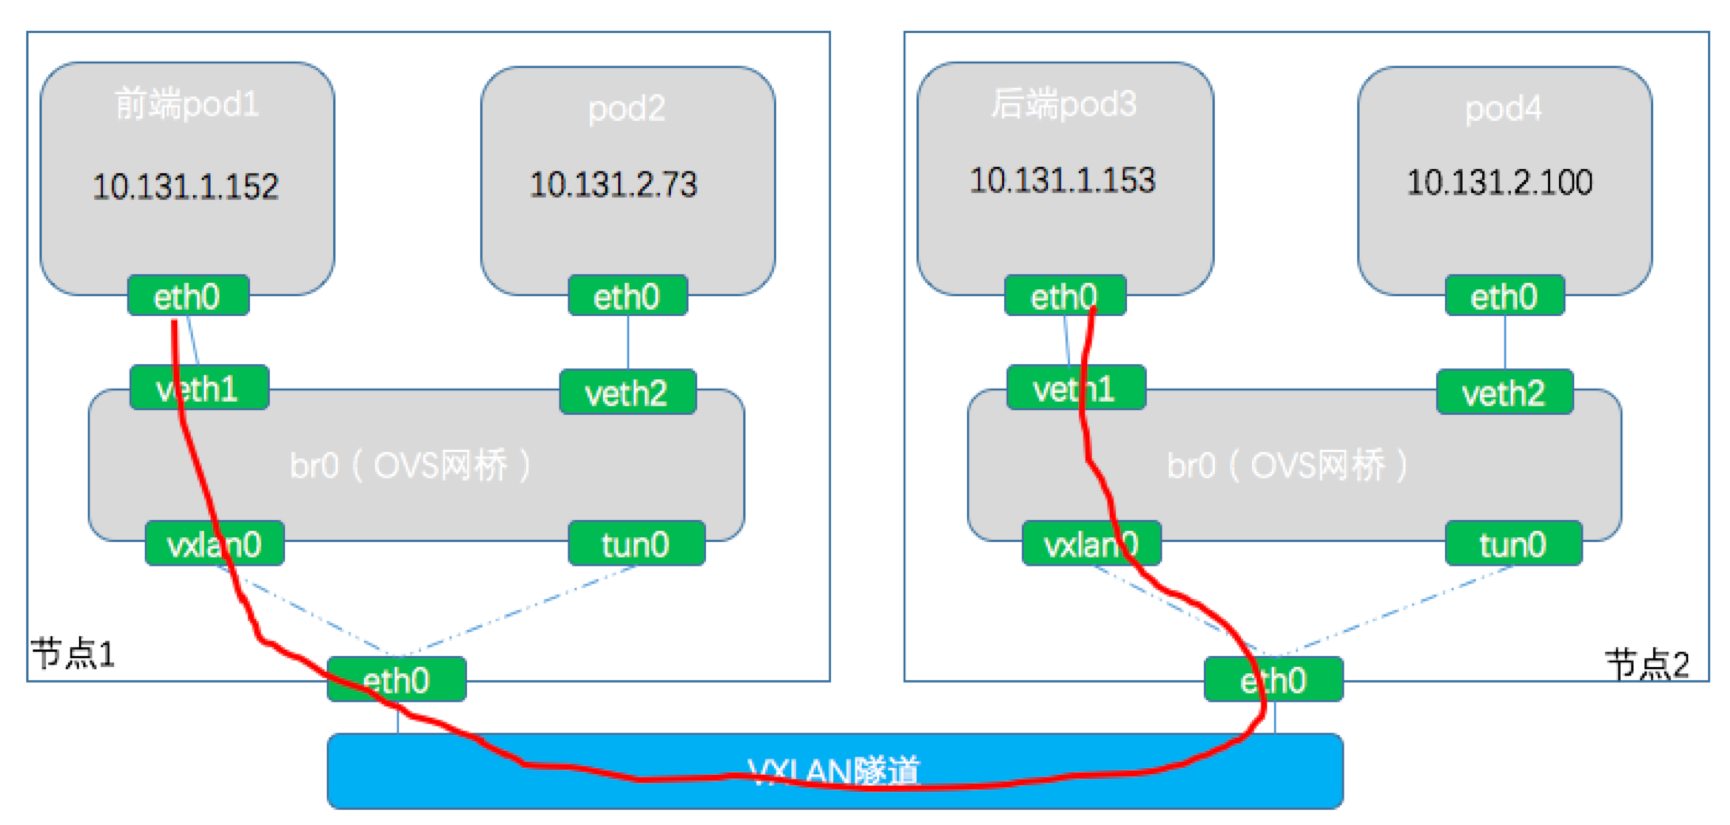 前端pod1
10.131.1.152
eth0
veth1
pod2
10.131.2.73
eth0
veth2
br0（OVS网桥）
vxlan0
tun0
节点1
eth0
后端pod3
10.131.1.153
eth0
veth1
pod4
10.131.2.100
eth0
veth2
br0（OVS网桥）
vxlan0
tun0
节点2
eth0
VXLAN隧道